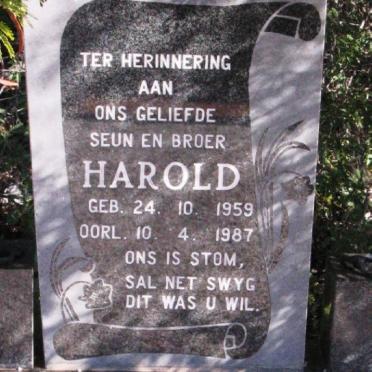 TER HERINNERING
AAN
ONS GELIEFDE
SEUN EN BROER
HAROLD
GEB. 24. 10. 1959
OORL. 10. 4. 1987
ONS IS STOM,
SAL NET SWYG
DIT WAS U WIL.